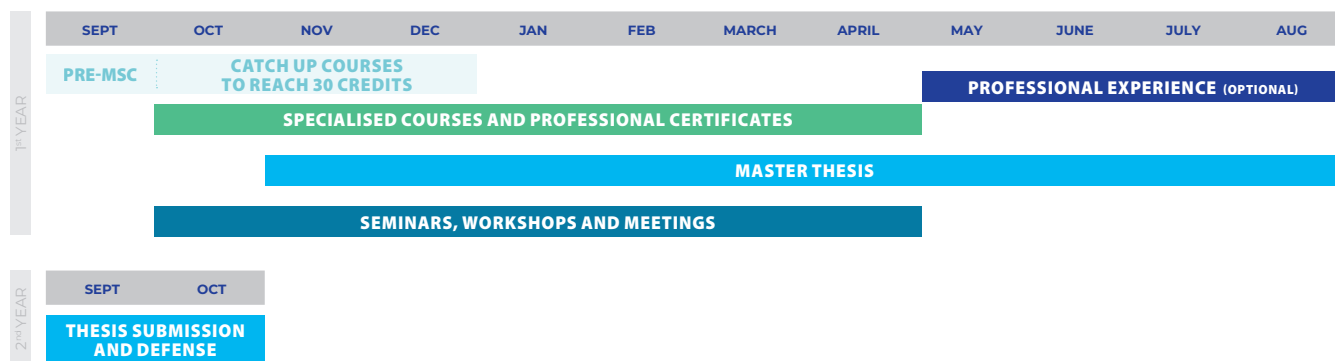 1st YEAR
SEPT OCT NOV DEC JAN FEB MARCH APRIL MAY JUNE JULY AUG
PRE-MSC
CATCH UP COURSES
TO REACH 30 CREDITS
PROFESSIONAL EXPERIENCE (OPTIONAL)
SPECIALISED COURSES AND PROFESSIONAL CERTIFICATES
MASTER THESIS
SEMINARS, WORKSHOPS AND MEETINGS
2nd YEAR
SEPT OCT
THESIS SUBMISSION
AND DEFENSE